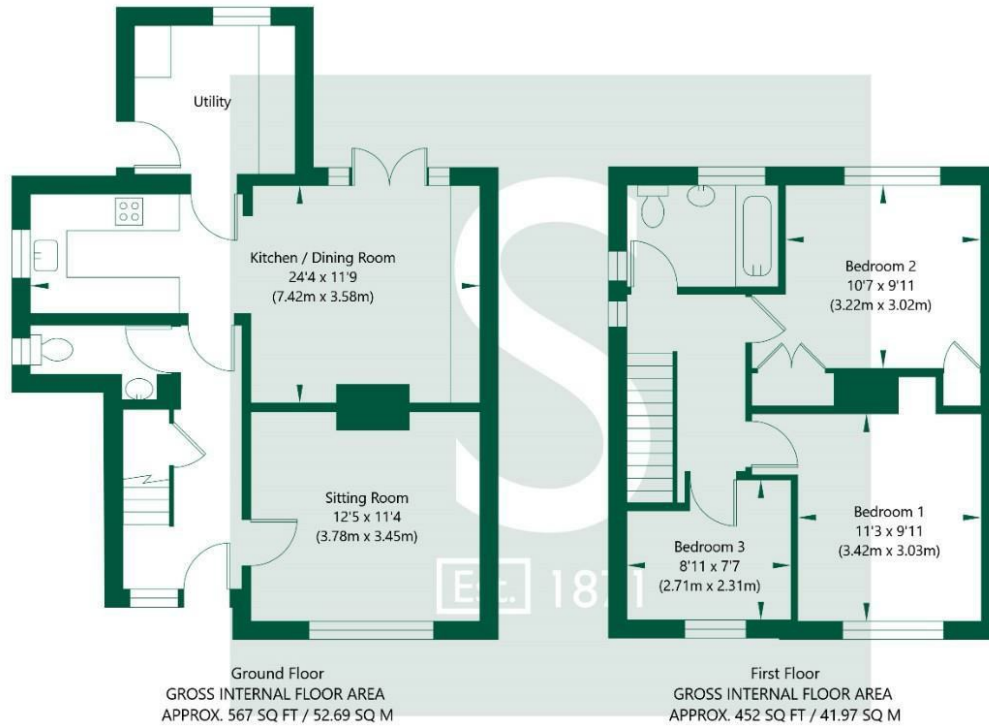 Utility
Kitchen / Dining Room
24'4 x 11'9
(7.42m x 3.58m)
Sitting Room
12'5 x 11'4
(3.78m x 3.45m)
Ground Floor
GROSS INTERNAL FLOOR AREA
APPROX. 567 SQ FT / 52.69 SQ M
Bedroom 2
10'7 x 9'11
(3.22m x 3.02m)
Bedroom 1
11'3 x 9'11
(3.42m x 3.03m)
Bedroom 3
8'11 x 7'7
(2.71m x 2.31m)
First Floor
GROSS INTERNAL FLOOR AREA
APPROX. 452 SQ FT / 41.97 SQ M
S
Est. 1871